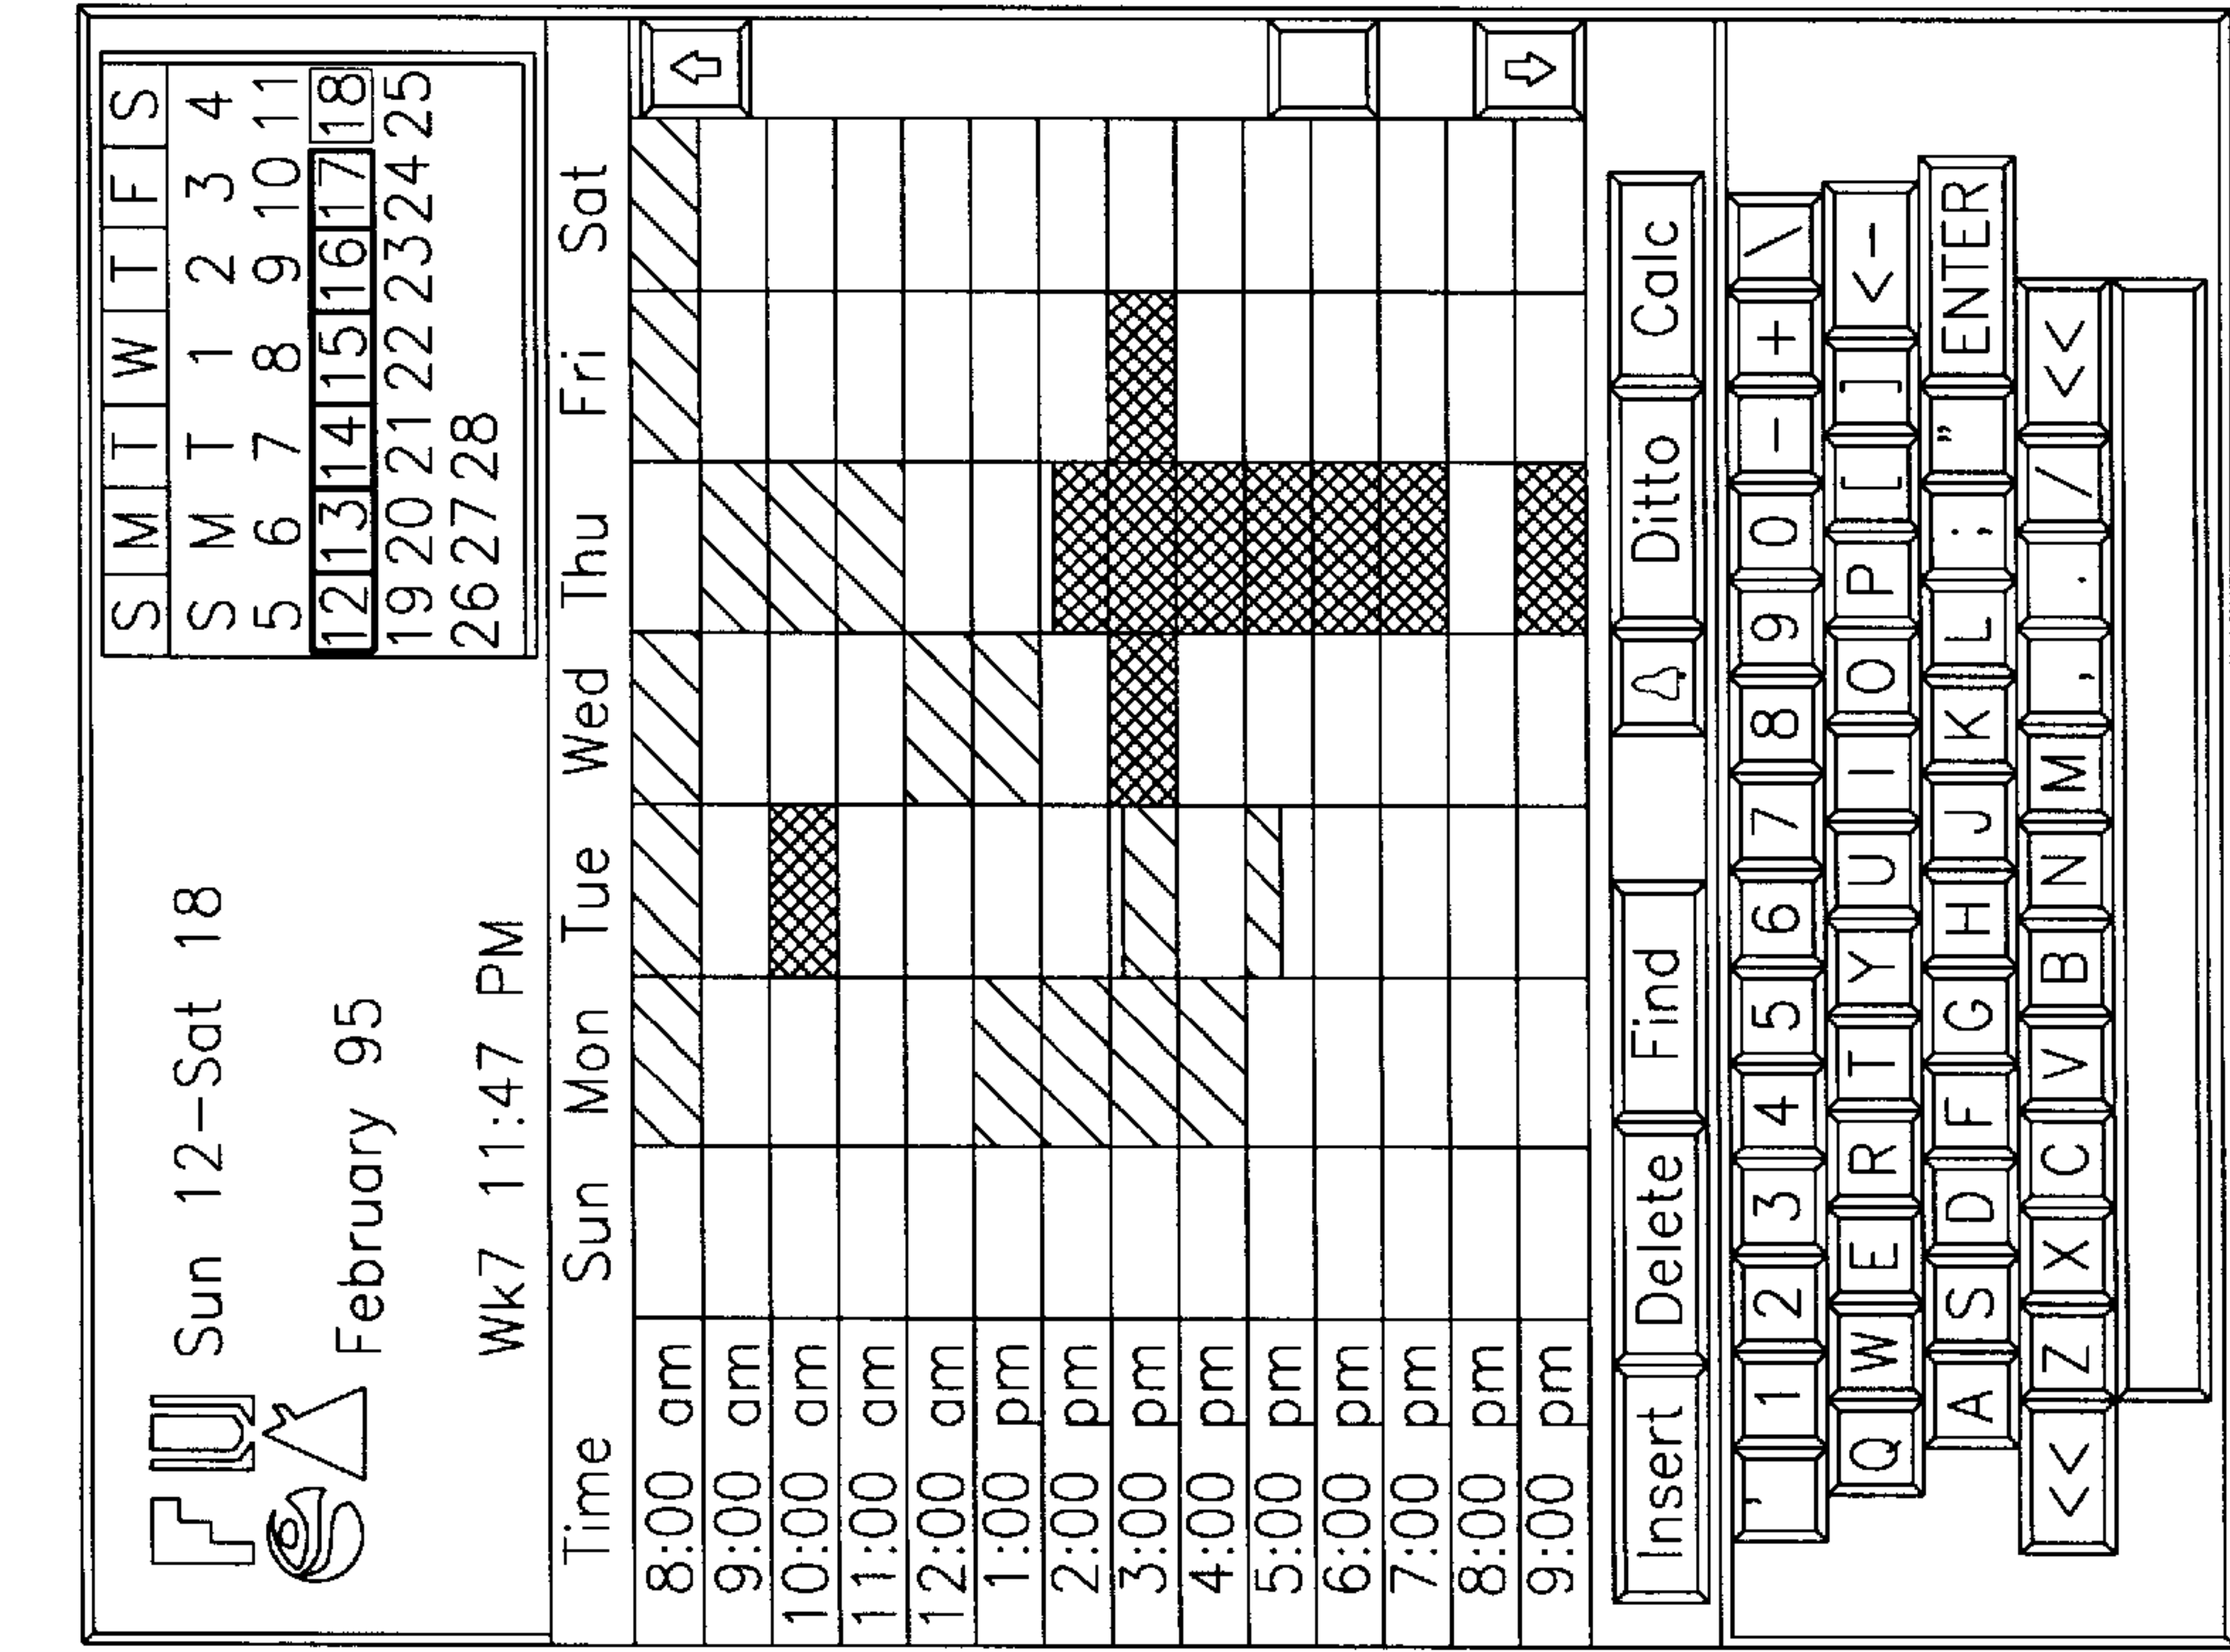 Sun 12-Sat 18
February 95
Wk7 11:47 PM
S M T W T F S
S M T 1 2 3 4
5 6 7 8 9 10 11
12 13 14 15 16 17 18
19 20 21 22 23 24 25
26 27 28
Time Sun Mon Tue Wed Thu Fri Sat
8:00 am
9:00 am
10:00 am
11:00 am
12:00 am
1:00 pm
2:00 pm
3:00 pm
4:00 pm
5:00 pm
6:00 pm
7:00 pm
8:00 pm
9:00 pm
Insert Delete Find Ditto Calc
' 1 2 3 4 5 6 7 8 9 0 - + \
Q W E R T Y U I O P [ ] <-
A S D F G H J K L ; " ENTER
<< Z X C V B N M , . / <<